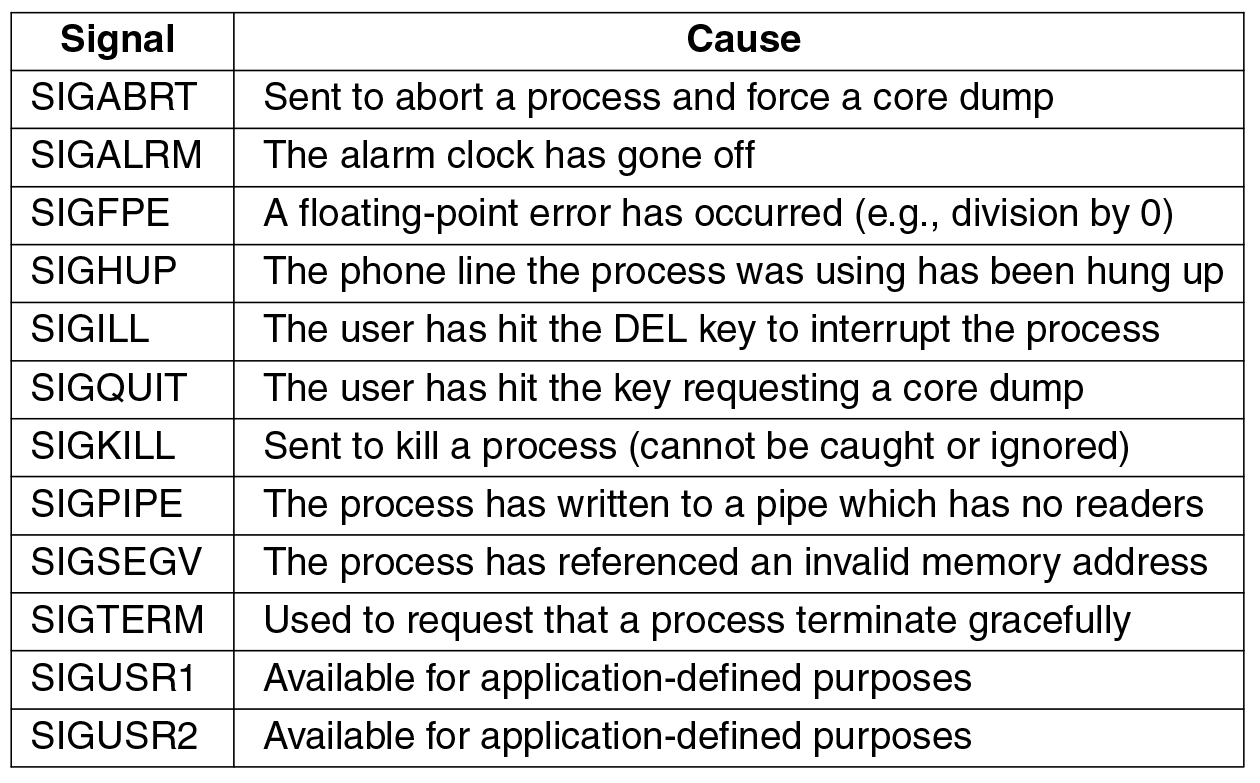 Signal Cause
SIGABRT Sent to abort a process and force a core dump
SIGALRM The alarm clock has gone off
SIGFPE A floating-point error has occurred (e.g., division by 0)
SIGHUP The phone line the process was using has been hung up
SIGILL The user has hit the DEL key to interrupt the process
SIGQUIT The user has hit the key requesting a core dump
SIGKILL Sent to kill a process (cannot be caught or ignored)
SIGPIPE The process has written to a pipe which has no readers
SIGSEGV The process has referenced an invalid memory address
SIGTERM Used to request that a process terminate gracefully
SIGUSR1 Available for application-defined purposes
SIGUSR2 Available for application-defined purposes